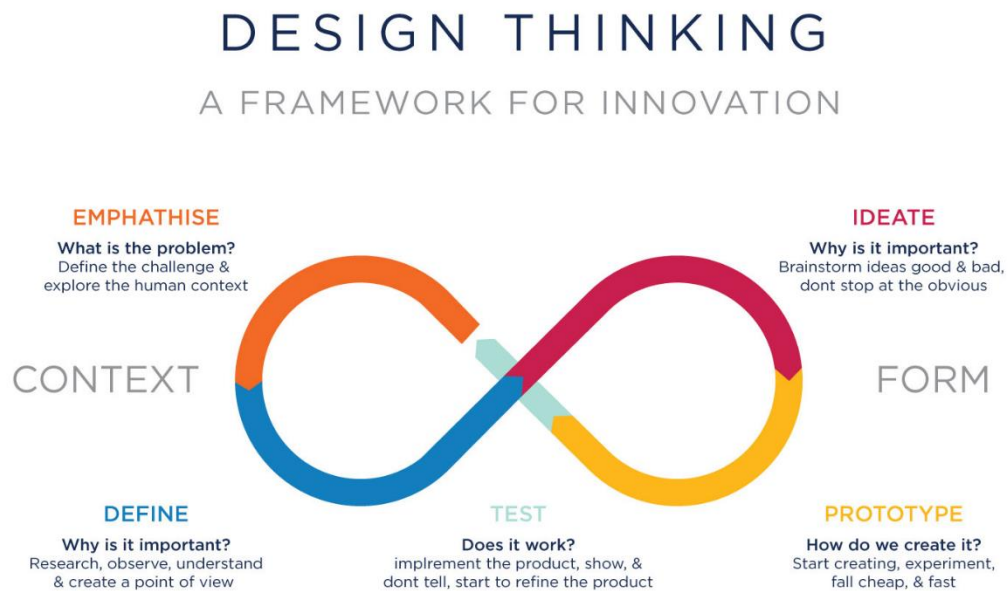 DESIGN THINKING
A FRAMEWORK FOR INNOVATION
EMPHATHISE
What is the problem?
Define the challenge &
explore the human context
IDEATE
Why is it important?
Brainstorm ideas good & bad,
dont stop at the obvious
CONTEXT
FORM
DEFINE
Why is it important?
Research, observe, understand
& create a point of view
TEST
Does it work?
imprlement the product, show, &
dont tell, start to refine the product
PROTOTYPE
How do we create it?
Start creating, experiment,
fall cheap, & fast